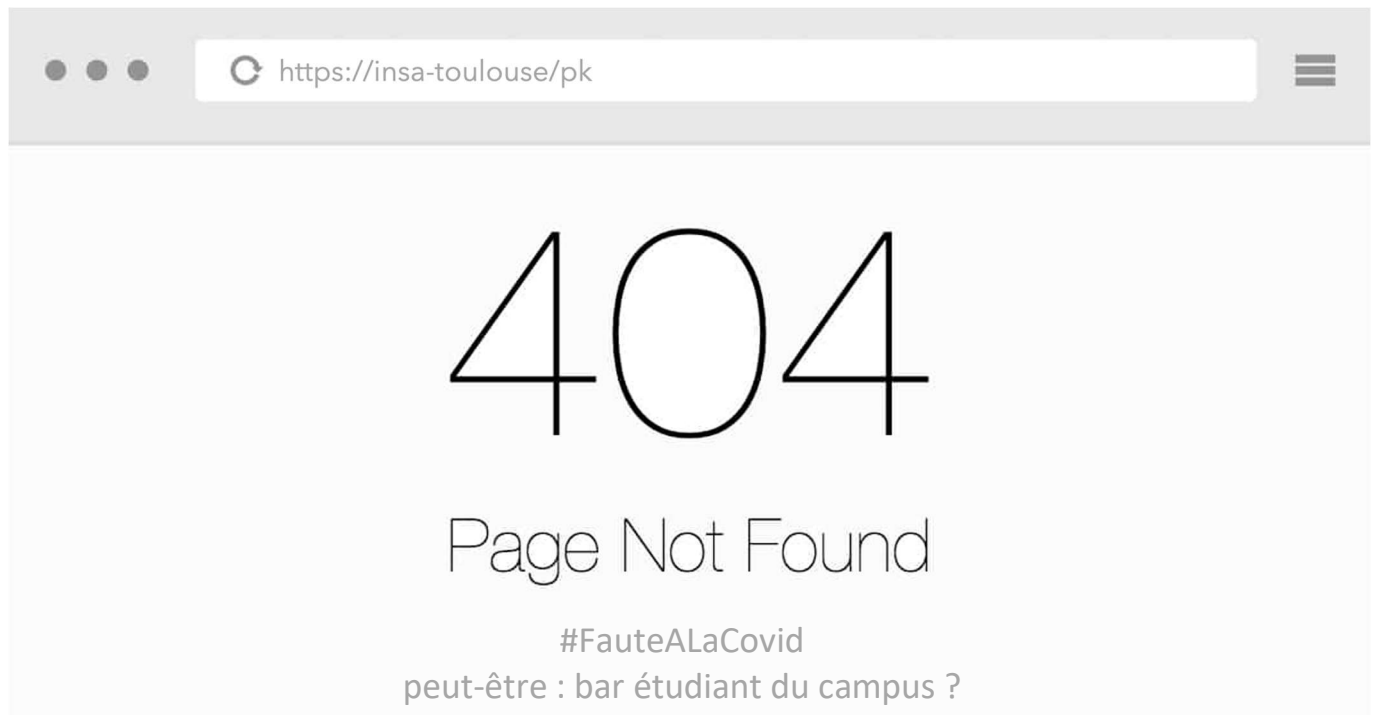 https://insa-toulouse/pk
404
Page Not Found
#FauteALaCovid
peut-être : bar étudiant du campus ?